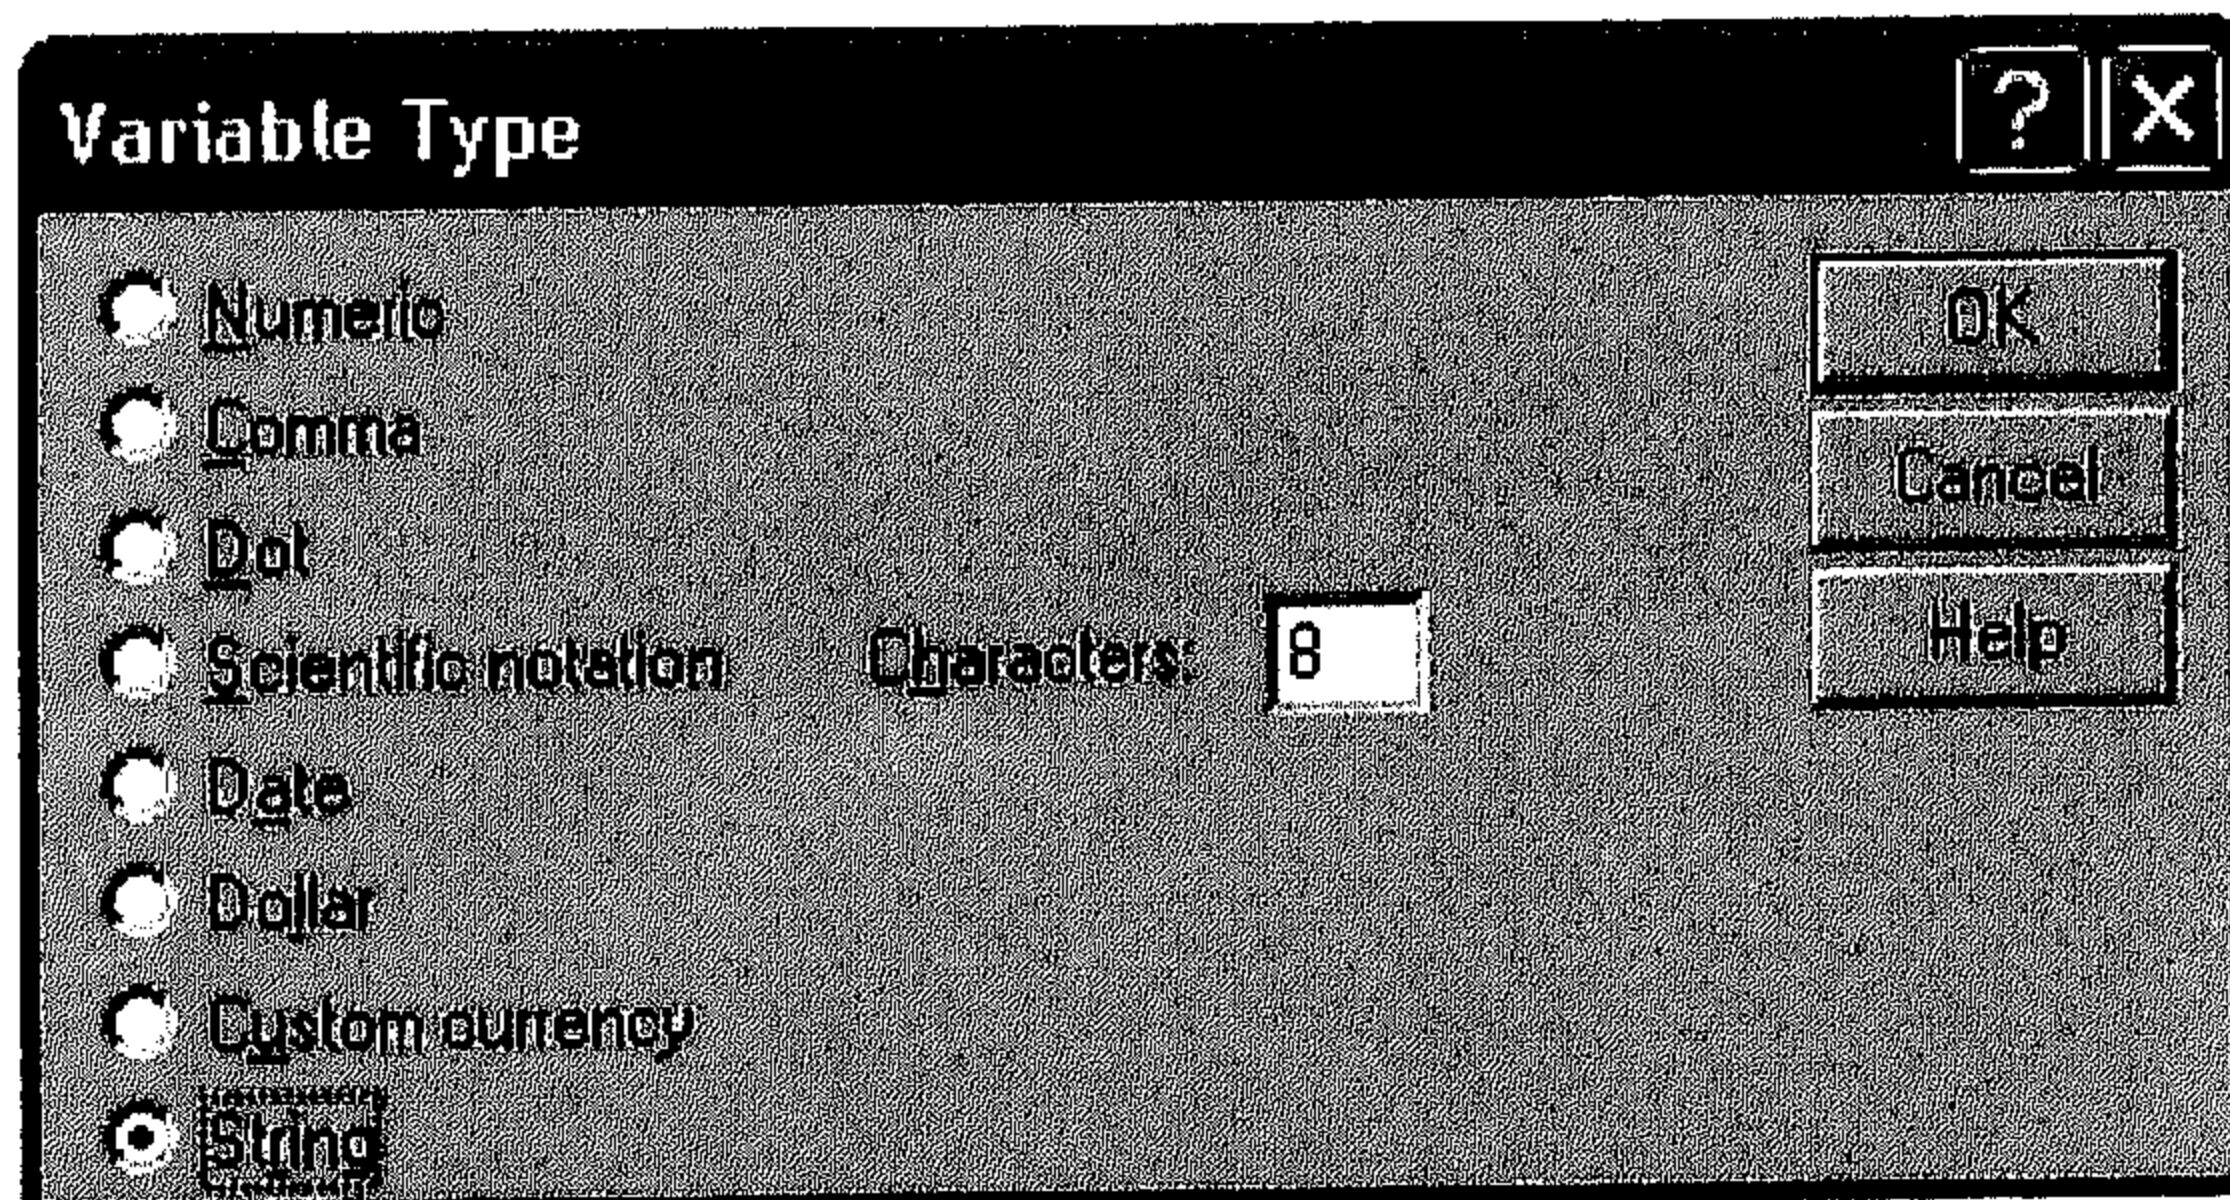 Variable Type
Numeric
Comma
Dot
Scientific notation
Date
Dollar
Custom currency
String
Characters: 8
OK
Cancel
Help